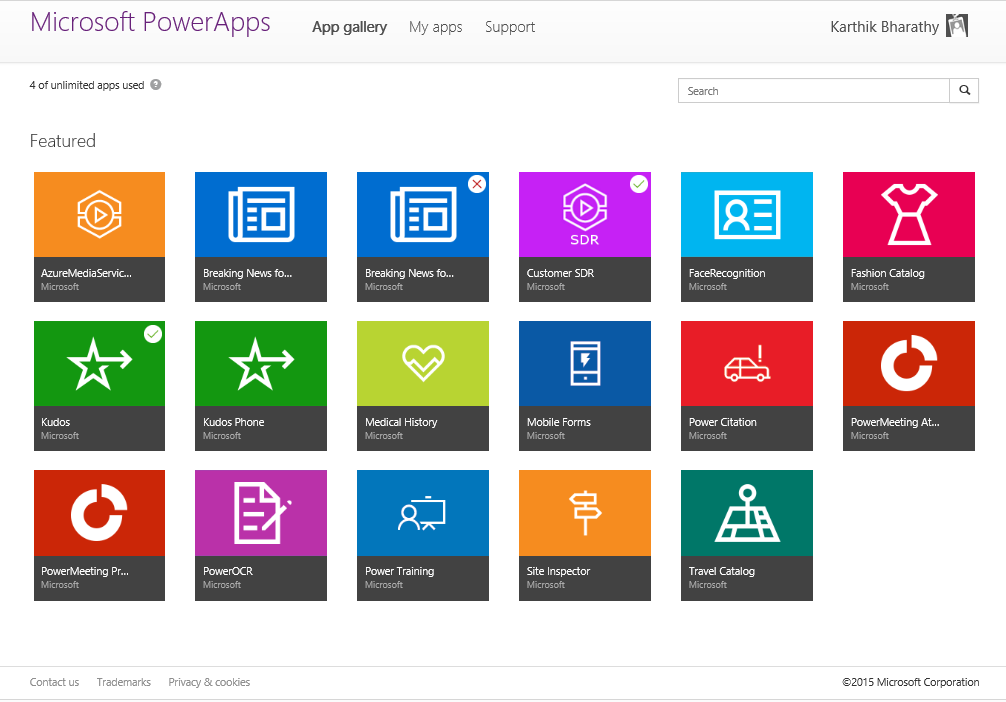 Microsoft PowerApps
App gallery
My apps
Support
Karthik Bharathy
4 of unlimited apps used
?
Search
Featured
SDR
AzureMediaServic...
Microsoft
Breaking News fo...
Microsoft
Breaking News fo...
Microsoft
Customer SDR
Microsoft
FaceRecognition
Microsoft
Fashion Catalog
Microsoft
Kudos
Microsoft
Kudos Phone
Microsoft
Medical History
Microsoft
Mobile Forms
Microsoft
Power Citation
Microsoft
PowerMeeting At...
Microsoft
PowerMeeting Pr...
Microsoft
PowerOCR
Microsoft
Power Training
Microsoft
Site Inspector
Microsoft
Travel Catalog
Microsoft
Contact us
Trademarks
Privacy & cookies
©2015 Microsoft Corporation